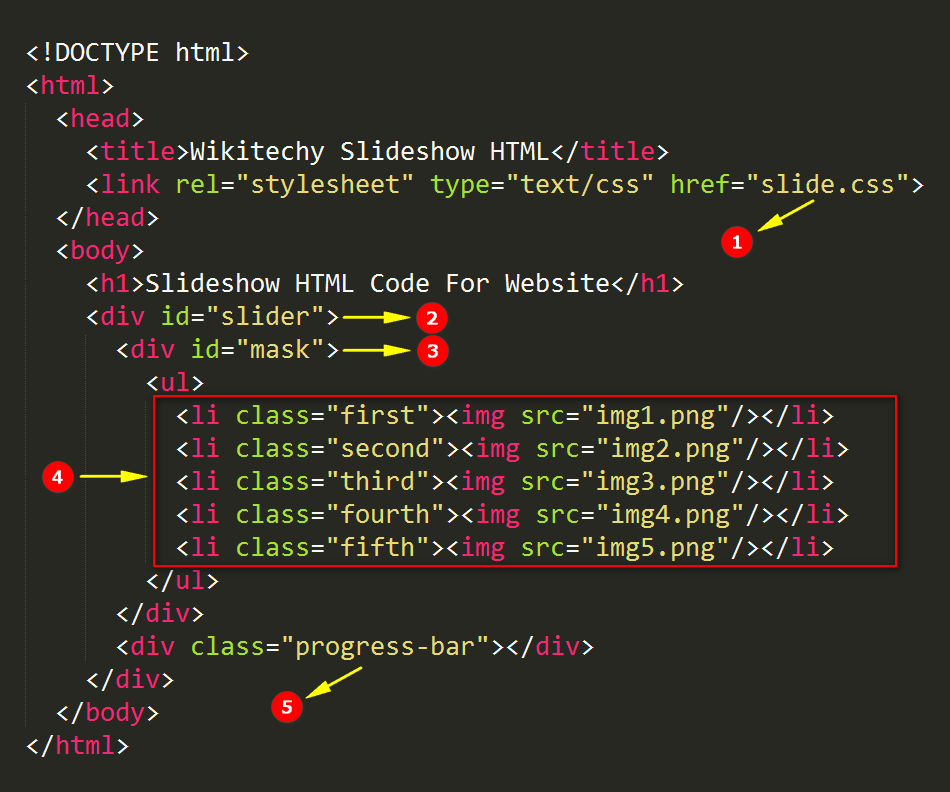 <!DOCTYPE html>
<html>
<head>
<title>Wikitechy Slideshow HTML</title>
<link rel="stylesheet" type="text/css" href="slide.css">
</head>
1
<body>
<h1>Slideshow HTML Code For Website</h1>
<div id="slider"> 2
<div id="mask"> 3
<ul>
<li class="first"><img src="img1.png"/></li>
<li class="second"><img src="img2.png"/></li>
4 <li class="third"><img src="img3.png"/></li>
<li class="fourth"><img src="img4.png"/></li>
<li class="fifth"><img src="img5.png"/></li>
</ul>
</div>
<div class="progress-bar"></div>
</div>
5
</body>
</html>